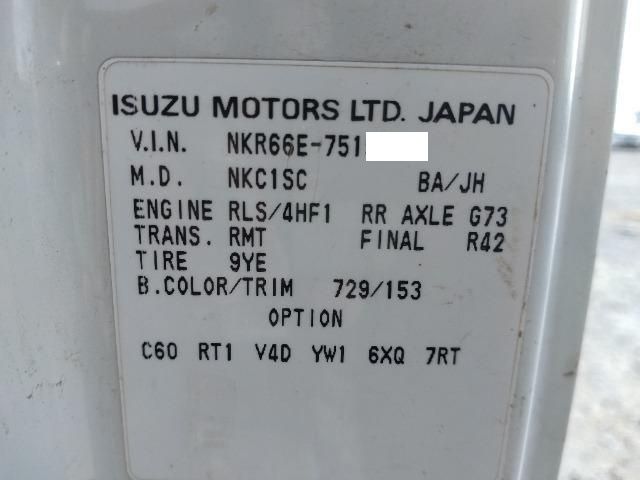 ISUZU MOTORS LTD. JAPAN
V.I.N. NKR66E-751
M.D. NKC1SC BA/JH
ENGINE RLS/4HF1 RR AXLE G73
TRANS. RMT FINAL R42
TIRE 9YE
B.COLOR/TRIM 729/153
OPTION
C60 RT1 V4D YW1 6XQ 7RT